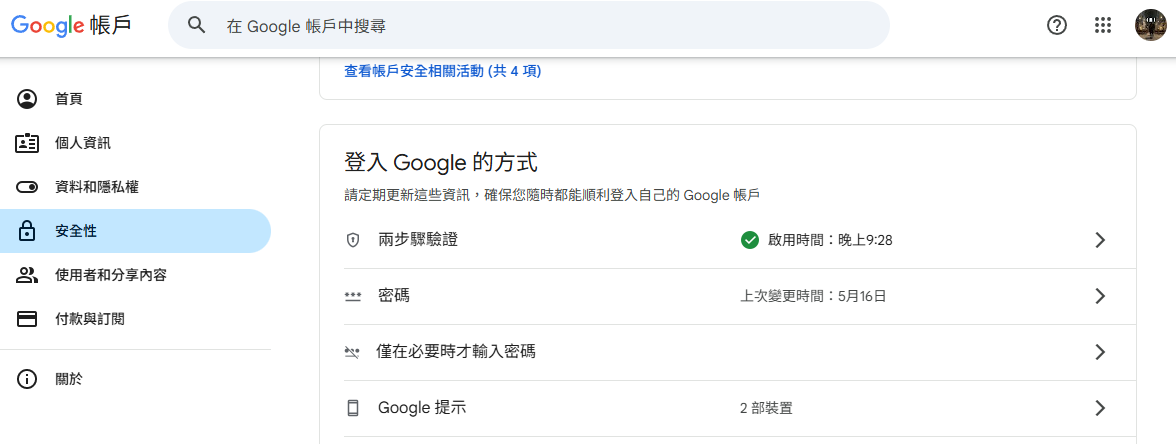 Google 帳戶
在 Google 帳戶中搜尋
首頁
個人資訊
資料和隱私權
安全性
使用者和分享內容
付款與訂閱
關於
查看帳戶安全相關活動 (共 4 項)
登入 Google 的方式
請定期更新這些資訊，確保您隨時都能順利登入自己的 Google 帳戶
兩步驟驗證
啟用時間：晚上9:28
密碼
上次變更時間：5月16日
僅在必要時才輸入密碼
Google 提示
2 部裝置